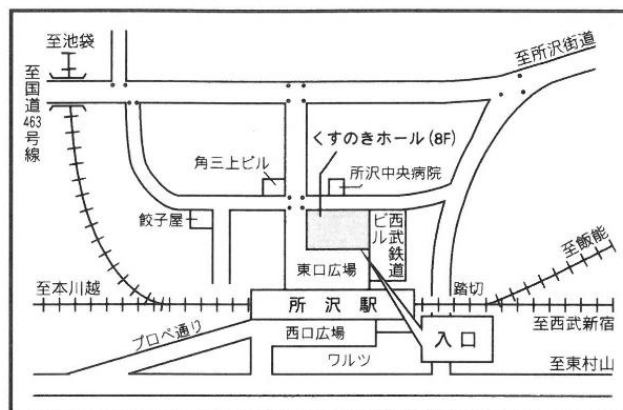 至池袋
至国道463号線
至所沢街道
くすのきホール(8F)
角三上ビル
所沢中央病院
餃子屋
西武鉄道ビル
至飯能
東口広場
至本川越
所沢駅
踏切
至西武新宿
プロペ通り
西口広場
入口
ワルツ
至東村山